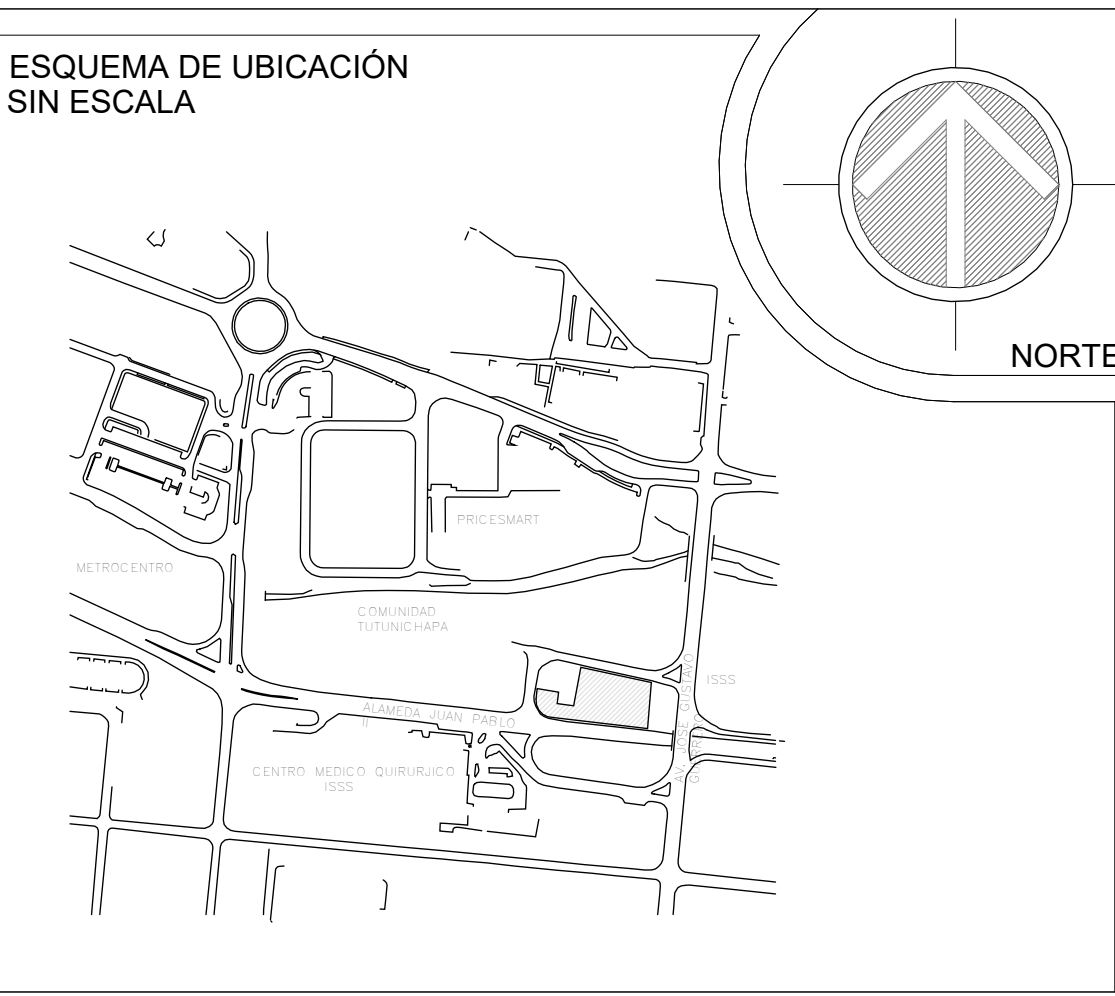 ESQUEMA DE UBICACIÓN
SIN ESCALA
NORTE
PRICESMART
METROCENTRO
COMUNIDAD
TUTUNICHAPA
ISSS
ALAMEDA JUAN PABLO
II
AV. JOSE GUSTAVO
GUERRERO
CENTRO MEDICO QUIRURJICO
ISSS